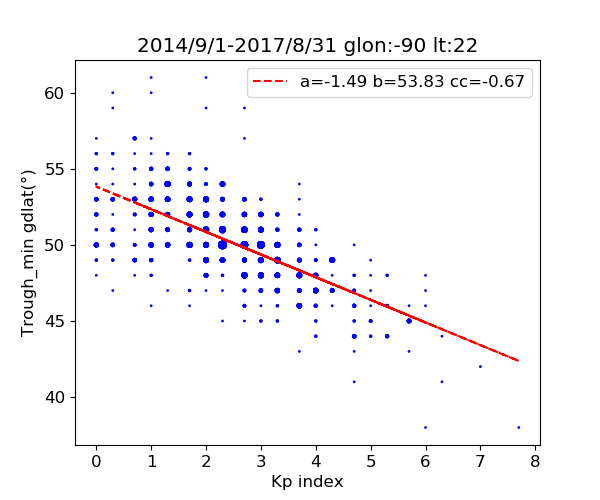 2014/9/1-2017/8/31 glon:-90 lt:22
a=-1.49 b=53.83 cc=-0.67
60
55
50
45
40
Trough_min gdlat(°)
0 1 2 3 4 5 6 7 8
Kp index